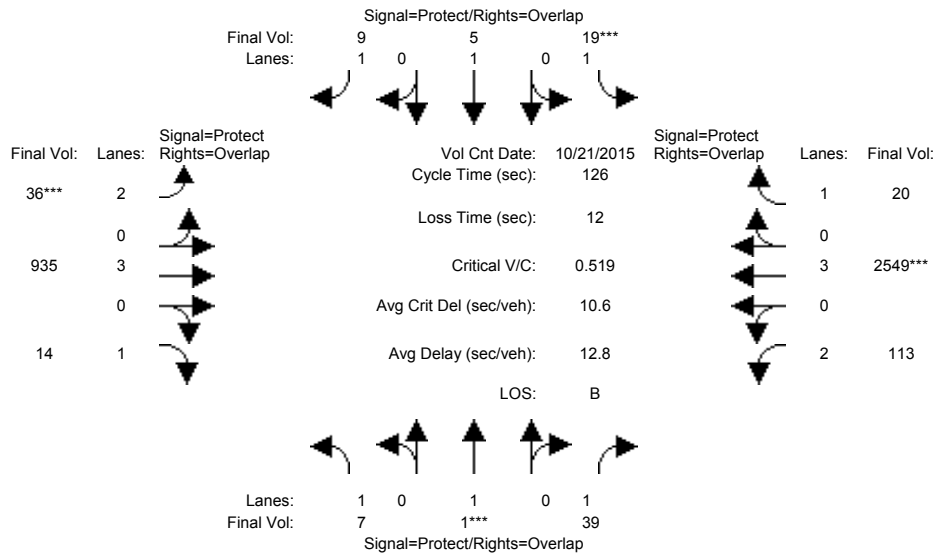 Signal=Protect/Rights=Overlap
Final Vol: 9 5 19***
Lanes: 1 0 1 0 1
Signal=Protect
Final Vol: Lanes: Rights=Overlap
Vol Cnt Date: 10/21/2015
Signal=Protect
Rights=Overlap Lanes: Final Vol:
Cycle Time (sec): 126
36*** 2
1 20
Loss Time (sec): 12
0
0
935 3
Critical V/C: 0.519
3 2549***
0
Avg Crit Del (sec/veh): 10.6
0
14 1
Avg Delay (sec/veh): 12.8
2 113
LOS: B
Lanes: 1 0 1 0 1
Final Vol: 7 1*** 39
Signal=Protect/Rights=Overlap